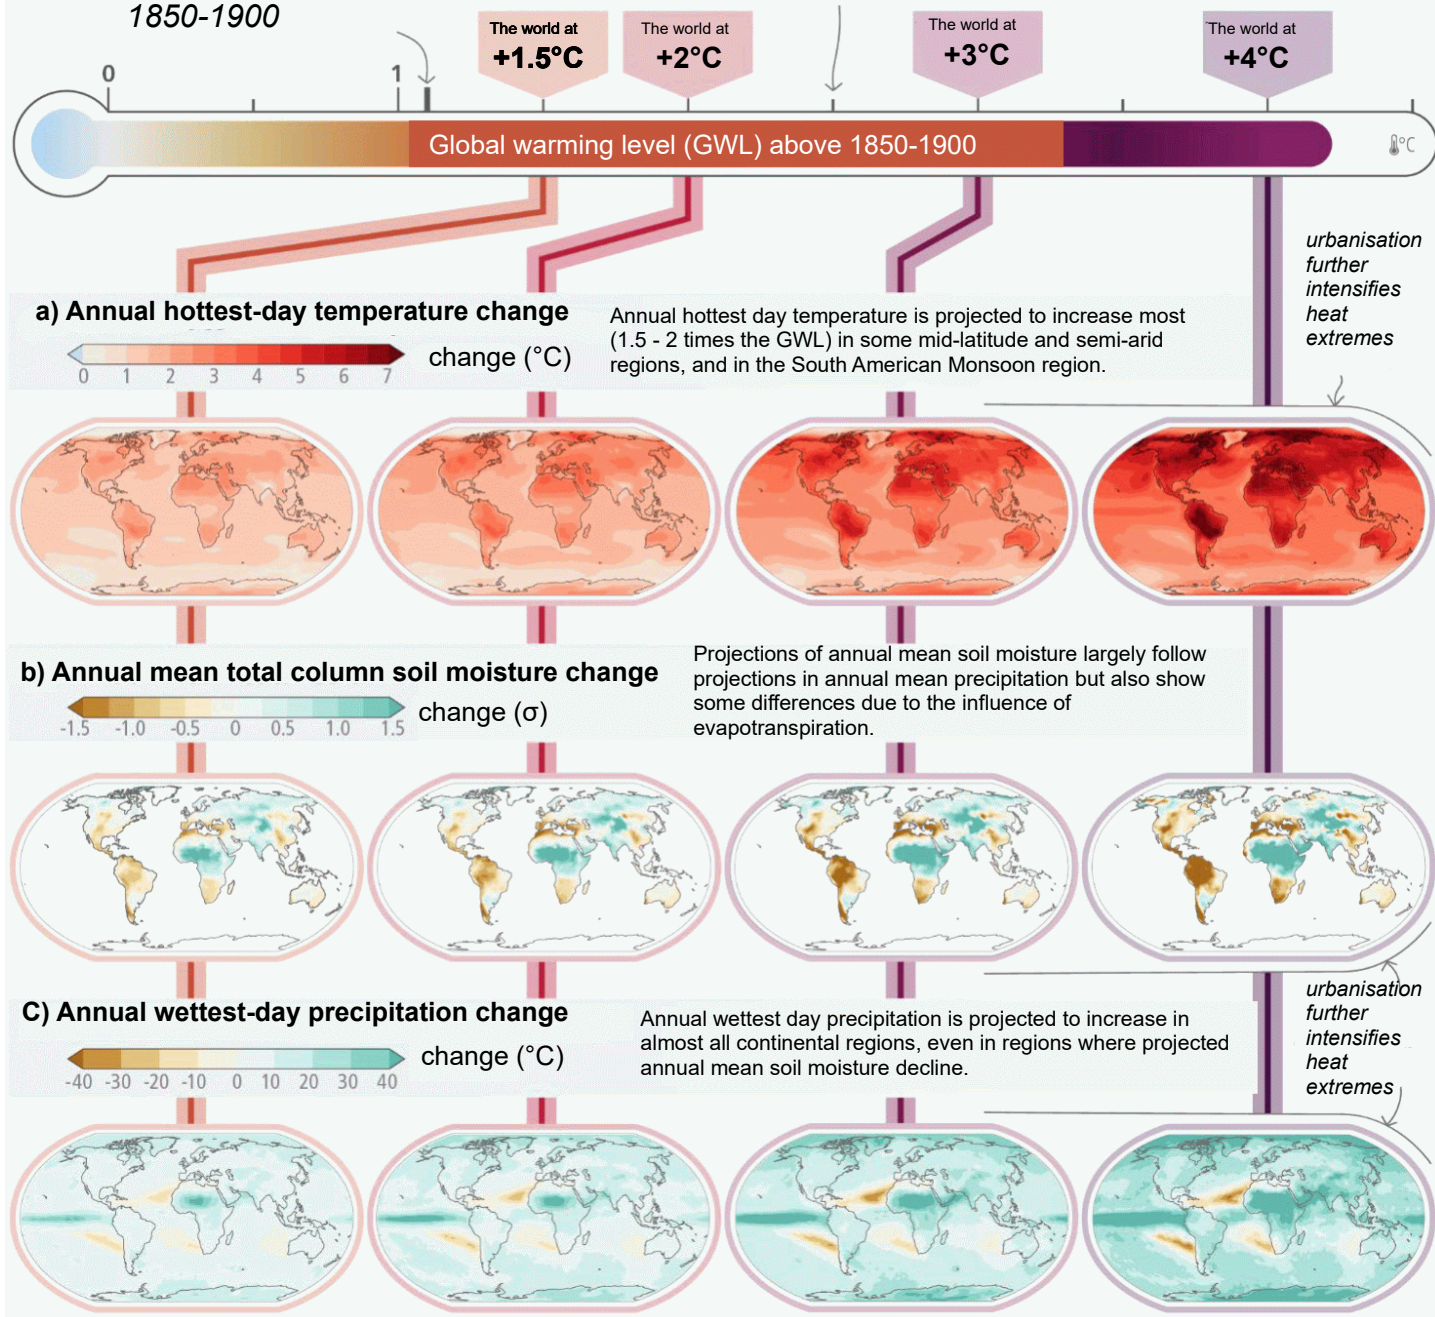 1850-1900
The world at
+1.5°C
The world at
+2°C
The world at
+3°C
The world at
+4°C
0
1
Global warming level (GWL) above 1850-1900
°C
urbanisation
further
intensifies
heat
extremes
a) Annual hottest-day temperature change
Annual hottest day temperature is projected to increase most
(1.5 - 2 times the GWL) in some mid-latitude and semi-arid
regions, and in the South American Monsoon region.
change (°C)
0 1 2 3 4 5 6 7
b) Annual mean total column soil moisture change
Projections of annual mean soil moisture largely follow
projections in annual mean precipitation but also show
some differences due to the influence of
evapotranspiration.
change (σ)
-1.5 -1.0 -0.5 0 0.5 1.0 1.5
urbanisation
further
intensifies
heat
extremes
C) Annual wettest-day precipitation change
Annual wettest day precipitation is projected to increase in
almost all continental regions, even in regions where projected
annual mean soil moisture decline.
change (°C)
-40 -30 -20 -10 0 10 20 30 40